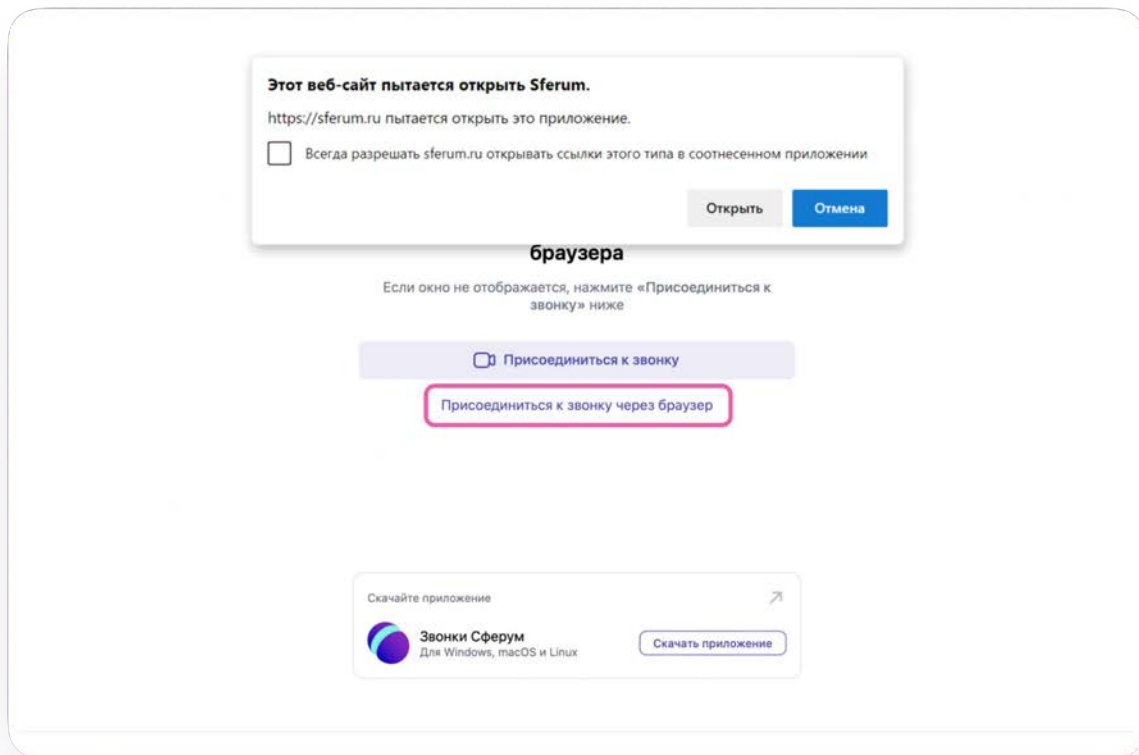 Этот веб-сайт пытается открыть Sferum.
https://sferum.ru пытается открыть это приложение.
Всегда разрешать sferum.ru открывать ссылки этого типа в соотнесенном приложении
Открыть
Отмена
браузера
Если окно не отображается, нажмите «Присоединиться к
звонку» ниже
Присоединиться к звонку
Присоединиться к звонку через браузер
Скачайте приложение
Звонки Сферум
Для Windows, macOS и Linux
Скачать приложение